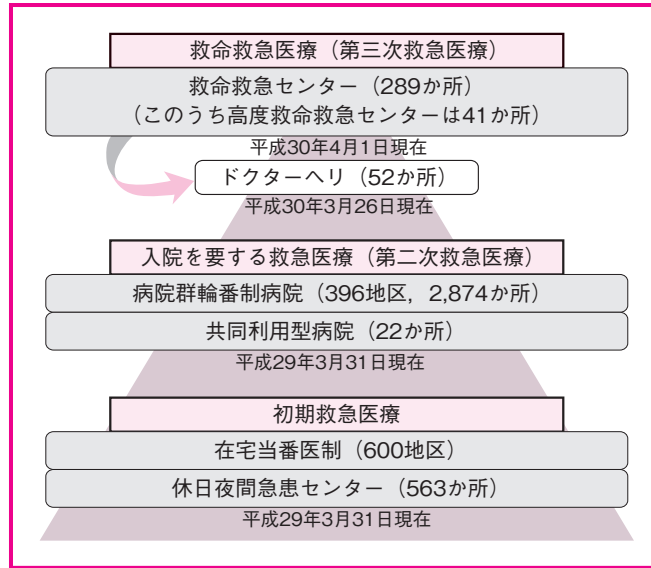 救命救急医療（第三次救急医療）
救命救急センター（289か所）
（このうち高度救命救急センターは41か所）
平成30年4月1日現在
ドクターヘリ（52か所）
平成30年3月26日現在
入院を要する救急医療（第二次救急医療）
病院群輪番制病院（396地区，2,874か所）
共同利用型病院（22か所）
平成29年3月31日現在
初期救急医療
在宅当番医制（600地区）
休日夜間急患センター（563か所）
平成29年3月31日現在